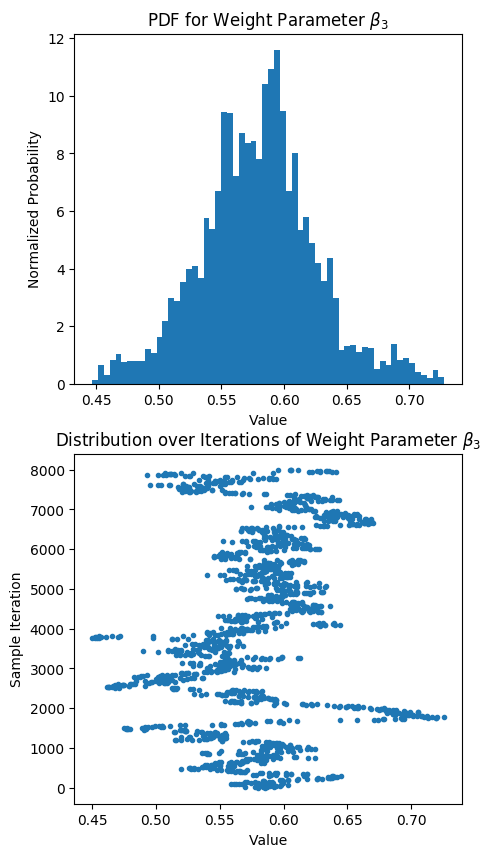 PDF for Weight Parameter β₃
12
10
8
6
4
2
0
Normalized Probability
0.45 0.50 0.55 0.60 0.65 0.70
Value
Distribution over Iterations of Weight Parameter β₃
8000
7000
6000
5000
4000
3000
2000
1000
0
Sample Iteration
0.45 0.50 0.55 0.60 0.65 0.70
Value